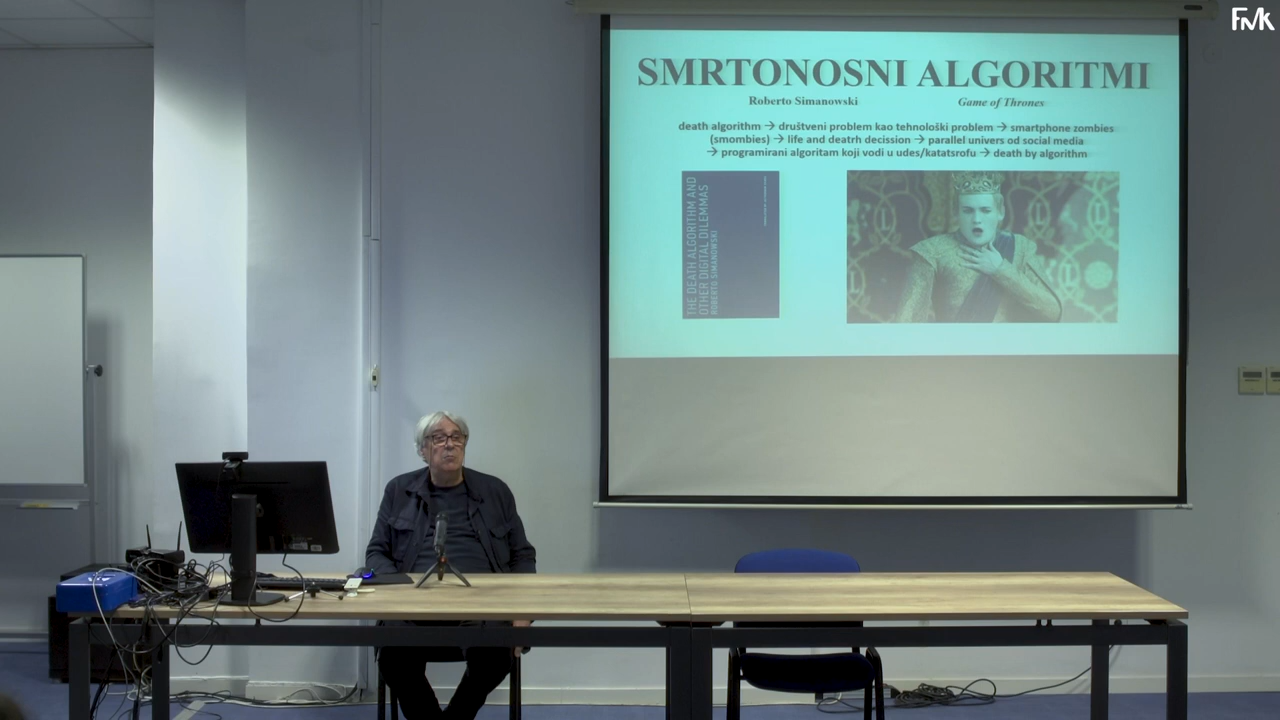 FMK
SMRTONOSNI ALGORITMI
Roberto Simanowski
Game of Thrones
death algorithm → društveni problem kao tehnološki problem → smartphone zombies
(smombies) → life and deatrh decission → parallel univers od social media
→ programirani algoritam koji vodi u udes/katatsrofu → death by algorithm
THE DEATH ALGORITHM AND
OTHER DIGITAL DILEMMAS
ROBERTO SIMANOWSKI